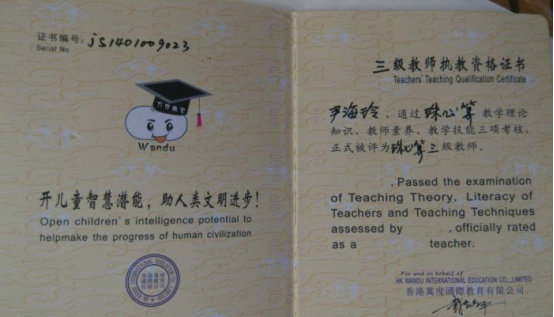 证书编号: jS1401009023
Serial No
Wandu
开儿童智慧潜能，助人类文明进步!
Open children's intelligence potential to
helpmake the progress of human civilization
三级教师执教资格证书
Teachers' Teaching Qualification Certificate
尹海玲，通过珠心算教学理论
知识、教师素养、教学技能三项考核。
正式被评为珠心算三级教师。
, Passed the examination
of Teaching Theory, Literacy of
Teachers and Teaching Techniques
assessed by , officially rated
as a teacher.
For and on behalf of
HK WANDU INTERNATIONAL EDUCATION CO., LIMITED
香港萬度國際教育有限公司